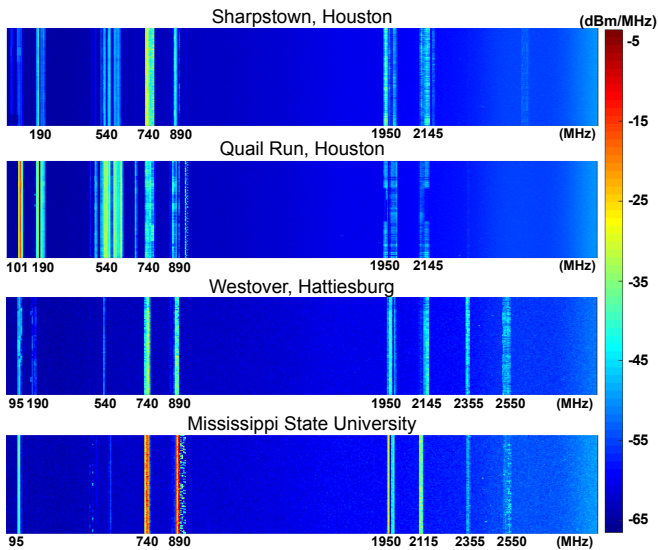 Sharpstown, Houston
(dBm/MHz)
-5
-15
-25
-35
-45
-55
-65
190 540 740 890 1950 2145 (MHz)
Quail Run, Houston
101 190 540 740 890 1950 2145 (MHz)
Westover, Hattiesburg
95 190 540 740 890 1950 2145 2355 2550 (MHz)
Mississippi State University
95 740 890 1950 2145 2355 2550 (MHz)